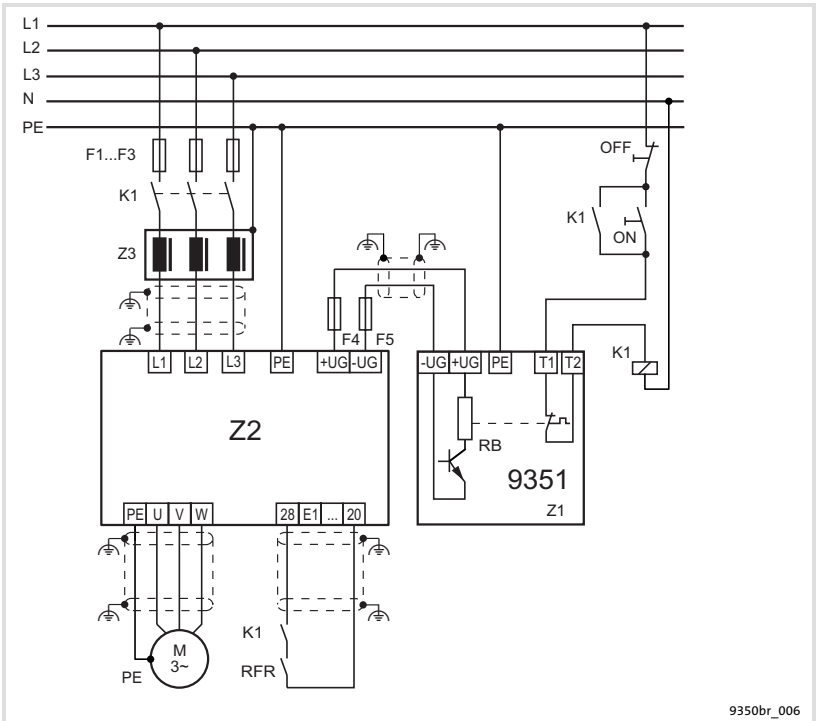 L1
L2
L3
N
PE
F1...F3
OFF
K1
K1
ON
Z3
F4 F5
K1
L1 L2 L3 PE +UG -UG
-UG +UG PE T1 T2
Z2
RB
9351
Z1
PE U V W
28 E1 ... 20
K1
M
3~
PE
RFR
9350br_006